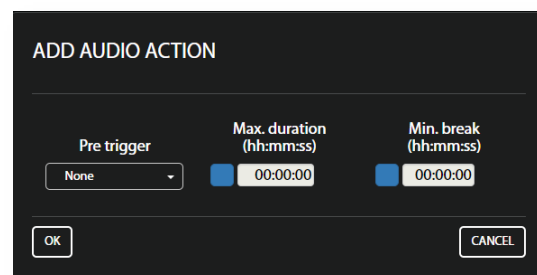 ADD AUDIO ACTION
Pre trigger
Max. duration
(hh:mm:ss)
Min. break
(hh:mm:ss)
None
00:00:00
00:00:00
OK
CANCEL